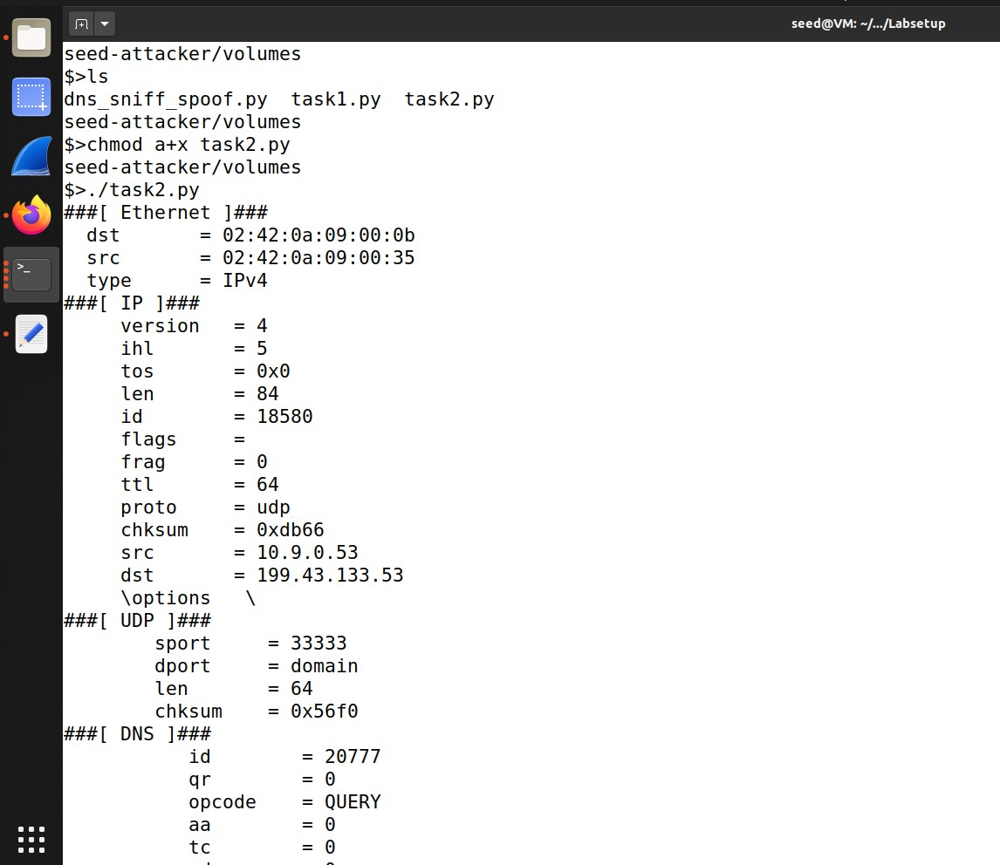 seed@VM: ~/.../Labsetup
seed-attacker/volumes
$>ls
dns_sniff_spoof.py  task1.py  task2.py
seed-attacker/volumes
$>chmod a+x task2.py
seed-attacker/volumes
$>./task2.py
###[ Ethernet ]###
  dst       = 02:42:0a:09:00:0b
  src       = 02:42:0a:09:00:35
  type      = IPv4
###[ IP ]###
     version   = 4
     ihl       = 5
     tos       = 0x0
     len       = 84
     id        = 18580
     flags     =
     frag      = 0
     ttl       = 64
     proto     = udp
     chksum    = 0xdb66
     src       = 10.9.0.53
     dst       = 199.43.133.53
     \options   \
###[ UDP ]###
        sport     = 33333
        dport     = domain
        len       = 64
        chksum    = 0x56f0
###[ DNS ]###
           id        = 20777
           qr        = 0
           opcode    = QUERY
           aa        = 0
           tc        = 0